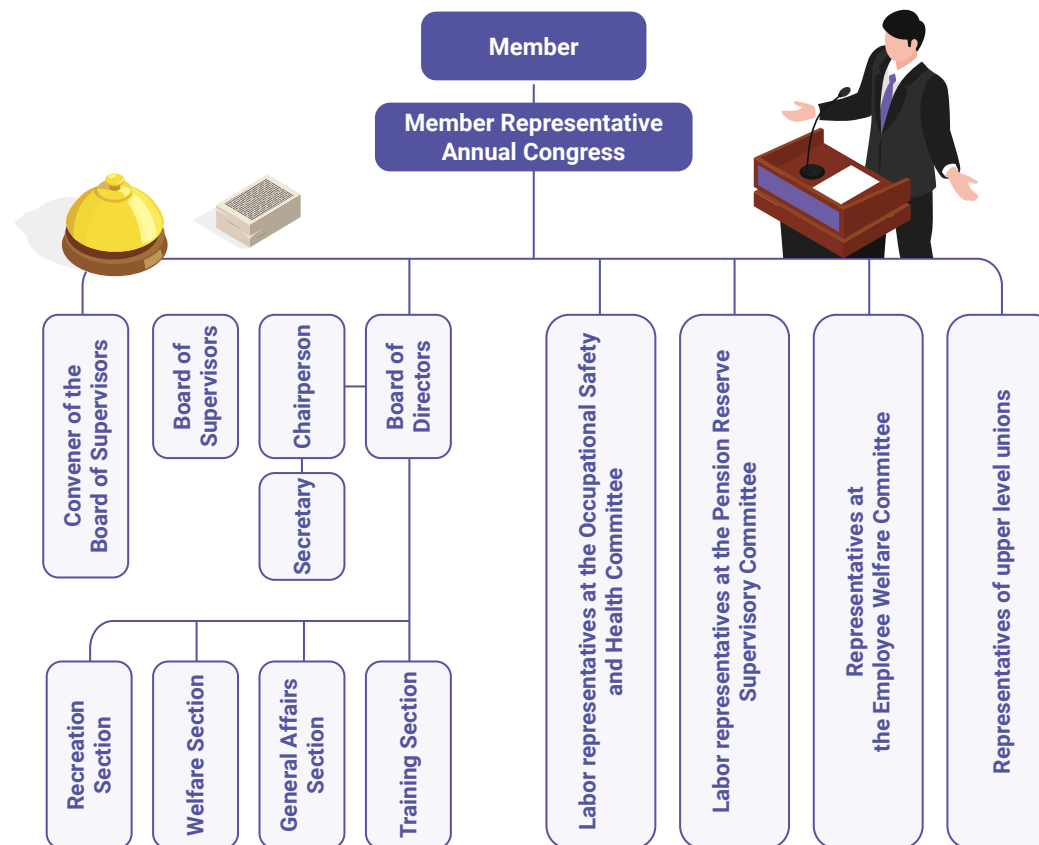 Member
Member Representative
Annual Congress
Convener of the
Board of Supervisors
Board of
Supervisors
Chairperson
Secretary
Board of
Directors
Labor representatives at the Occupational Safety
and Health Committee
Labor representatives at the Pension Reserve
Supervisory Committee
Representatives at
the Employee Welfare Committee
Representatives of upper level unions
Recreation
Section
Welfare Section
General Affairs
Section
Training Section